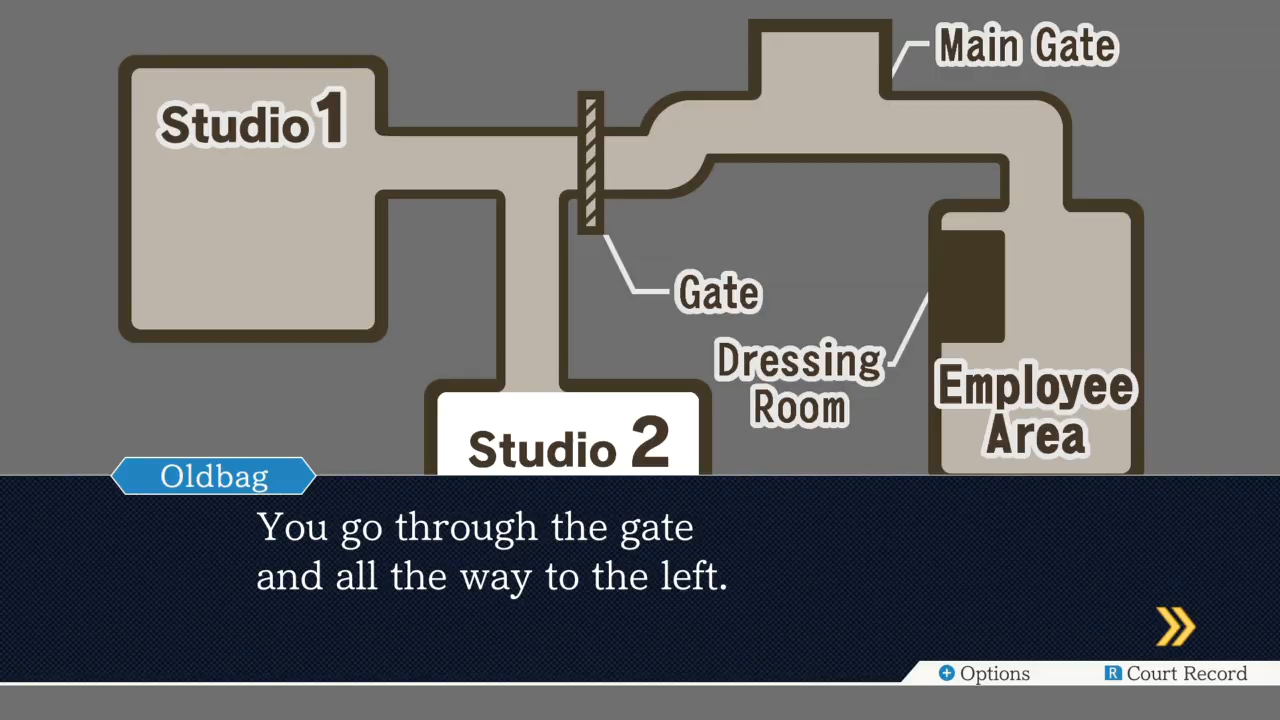 Main Gate
Studio 1
Gate
Dressing
Room
Employee
Area
Studio 2
Oldbag
You go through the gate
and all the way to the left.
+ Options
R Court Record